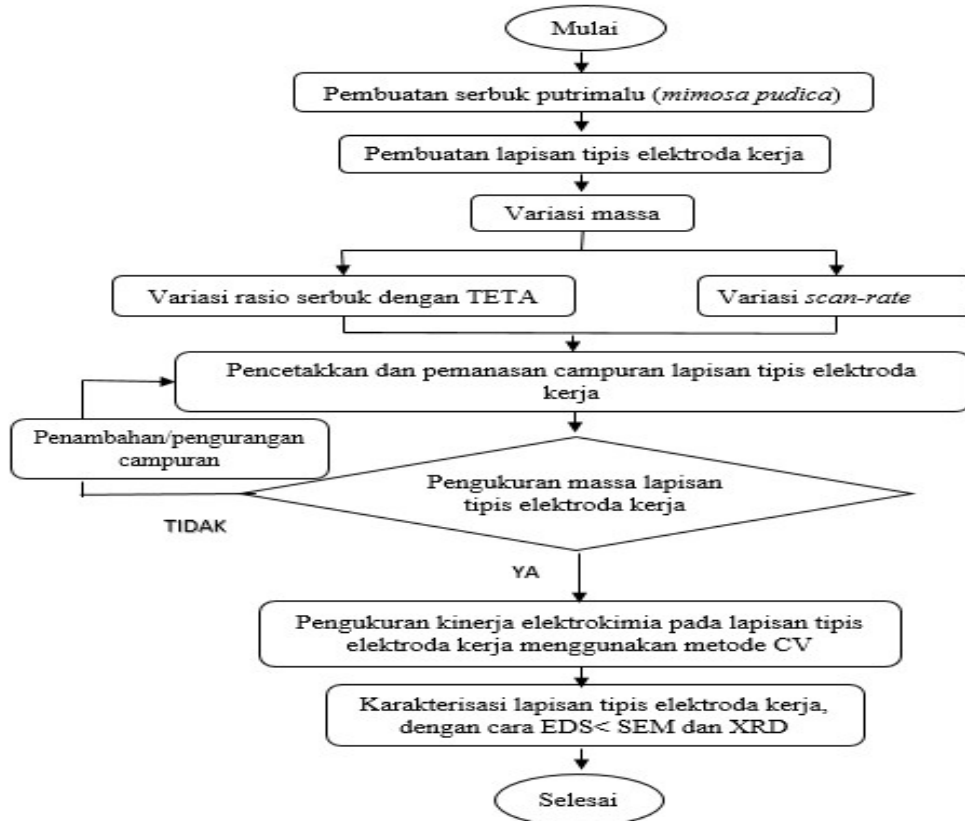 Mulai
Pembuatan serbuk putrimalu (mimosa pudica)
Pembuatan lapisan tipis elektroda kerja
Variasi massa
Variasi rasio serbuk dengan TETA
Variasi scan-rate
Pencetakkan dan pemanasan campuran lapisan tipis elektroda
kerja
Penambahan/pengurangan
campuran
Pengukuran massa lapisan
tipis elektroda kerja
TIDAK
YA
Pengukuran kinerja elektrokimia pada lapisan tipis
elektroda kerja menggunakan metode CV
Karakterisasi lapisan tipis elektroda kerja,
dengan cara EDS< SEM dan XRD
Selesai